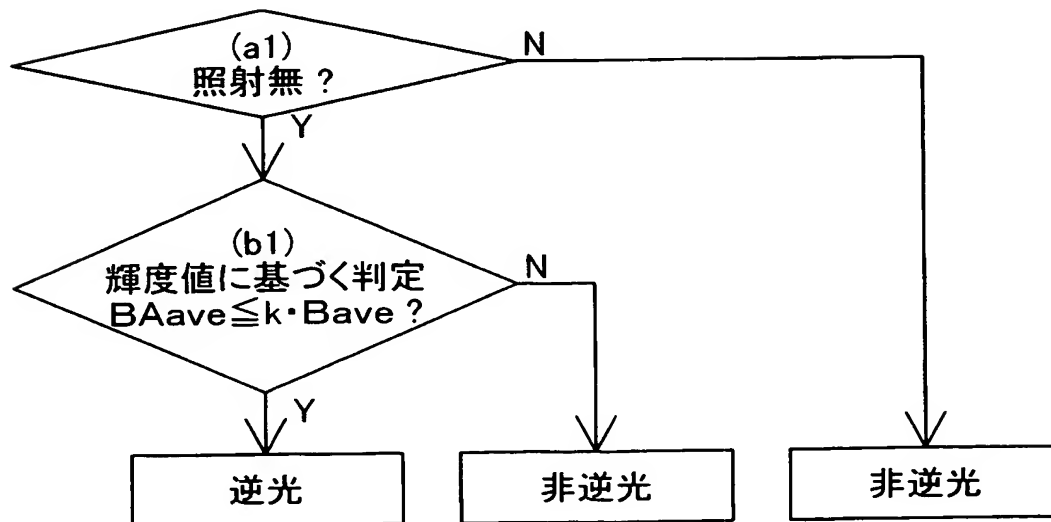 (a1)
照射無?
N
Y
(b1)
輝度値に基づく判定
BAave≦k・Bave?
N
Y
逆光
非逆光
非逆光